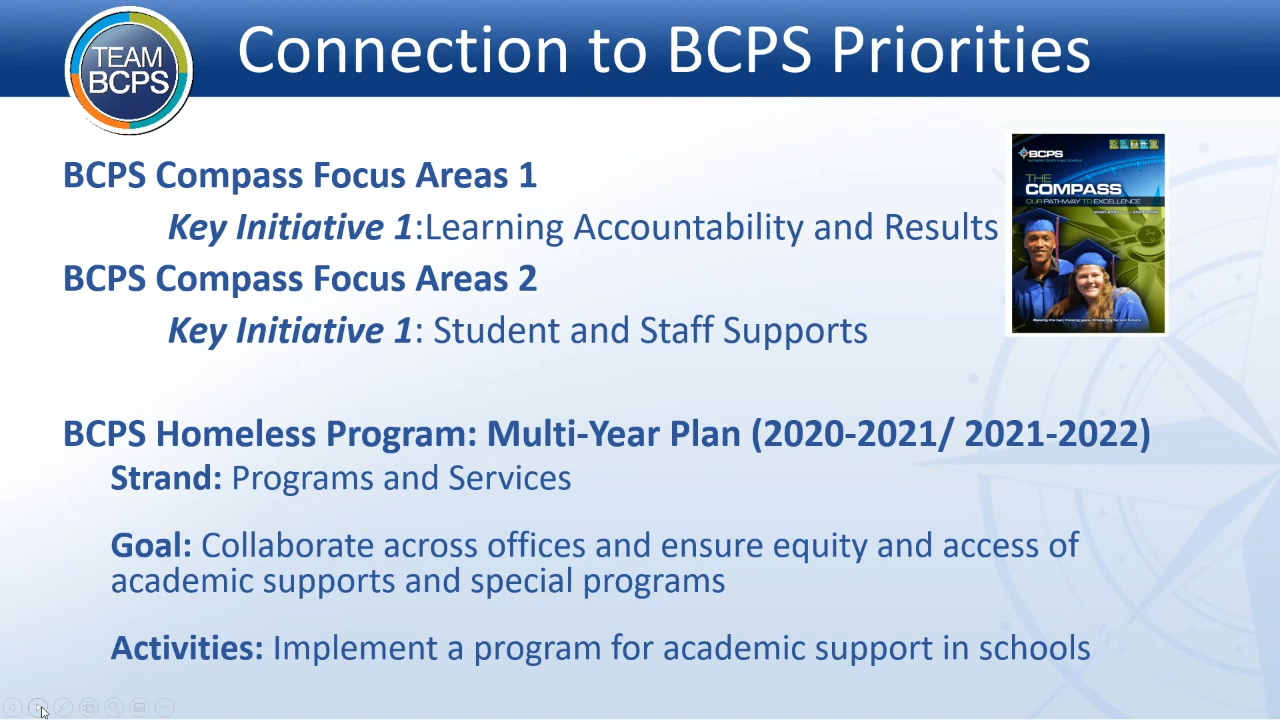 TEAM
BCPS
Connection to BCPS Priorities
BCPS Compass Focus Areas 1
Key Initiative 1:Learning Accountability and Results
BCPS Compass Focus Areas 2
Key Initiative 1: Student and Staff Supports
BCPS
THE
COMPASS
OUR PATHWAY TO EXCELLENCE
BCPS Homeless Program: Multi-Year Plan (2020-2021/ 2021-2022)
Strand: Programs and Services
Goal: Collaborate across offices and ensure equity and access of
academic supports and special programs
Activities: Implement a program for academic support in schools